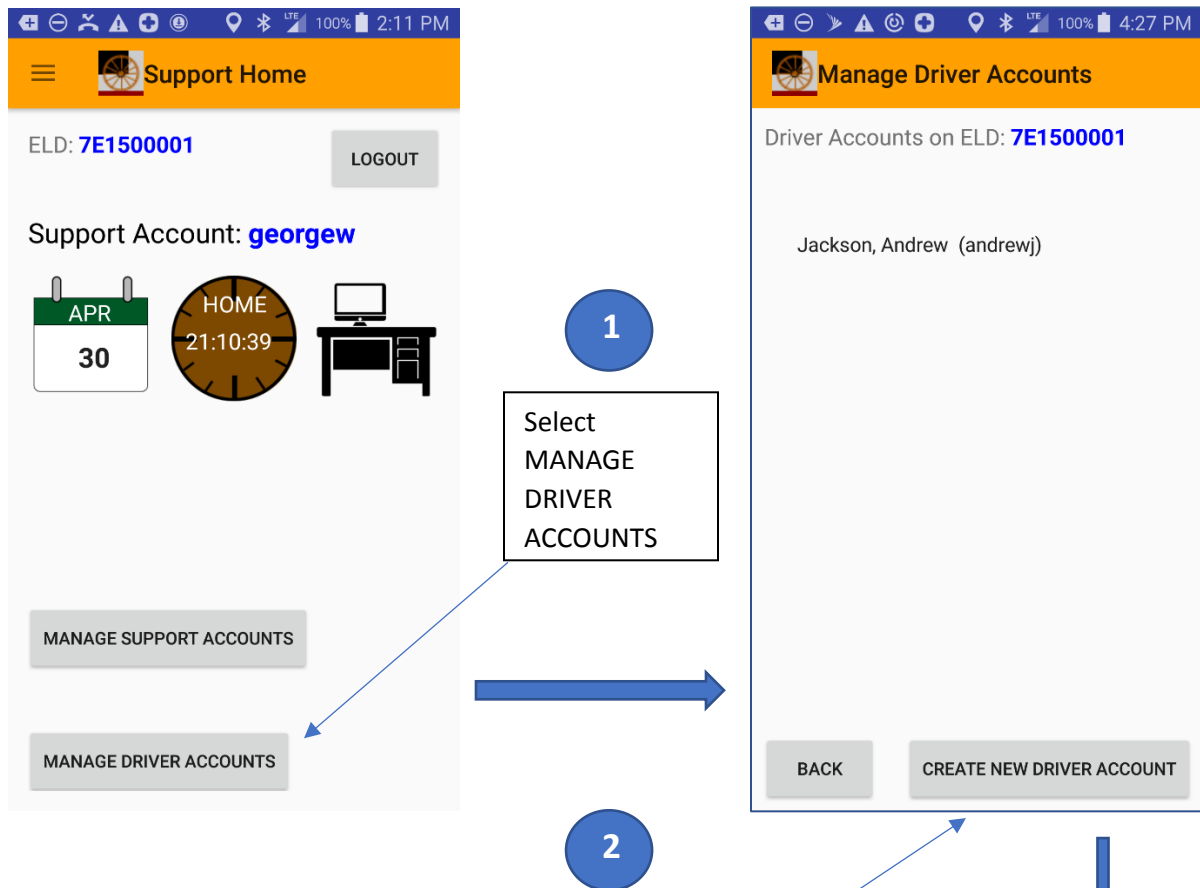 LTE 100% 2:11 PM
Support Home
ELD: 7E1500001
LOGOUT
Support Account: georgew
APR
30
HOME
21:10:39
MANAGE SUPPORT ACCOUNTS
MANAGE DRIVER ACCOUNTS
1
Select
MANAGE
DRIVER
ACCOUNTS
2
LTE 100% 4:27 PM
Manage Driver Accounts
Driver Accounts on ELD: 7E1500001
Jackson, Andrew (andrewj)
BACK
CREATE NEW DRIVER ACCOUNT